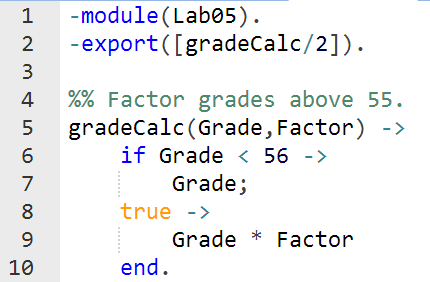 1 -module(Lab05).
2 -export([gradeCalc/2]).
3
4 %% Factor grades above 55.
5 gradeCalc(Grade,Factor) ->
6     if Grade < 56 ->
7         Grade;
8     true ->
9         Grade * Factor
10     end.